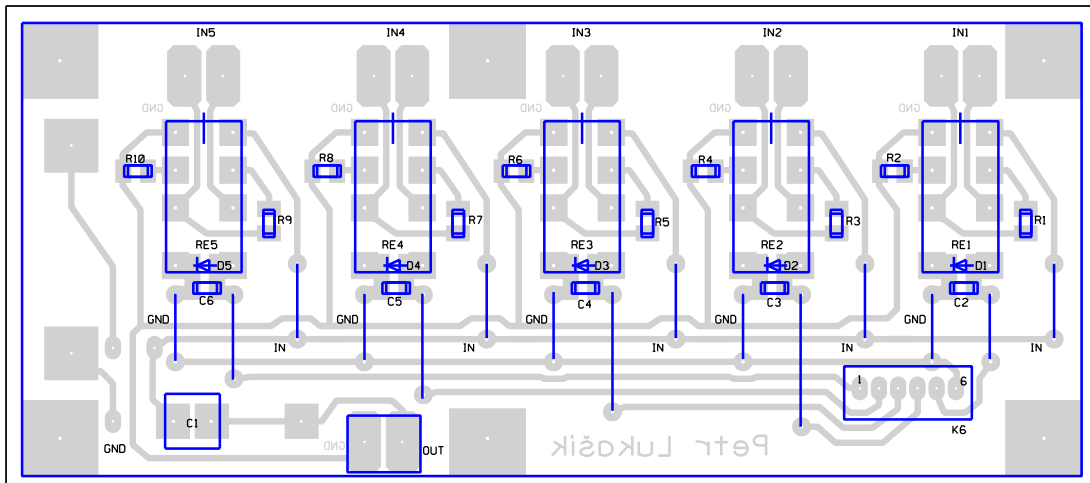 IN5 IN4 IN3 IN2 IN1
GND GND GND GND GND
R10 R8 R6 R4 R2
R9 R7 R5 R3 R1
RE5 RE4 RE3 RE2 RE1
D5 D4 D3 D2 D1
C6 C5 C4 C3 C2
GND GND GND GND GND
IN IN IN IN IN
1 6
C1
GND GND OUT Petr Lukašík K6